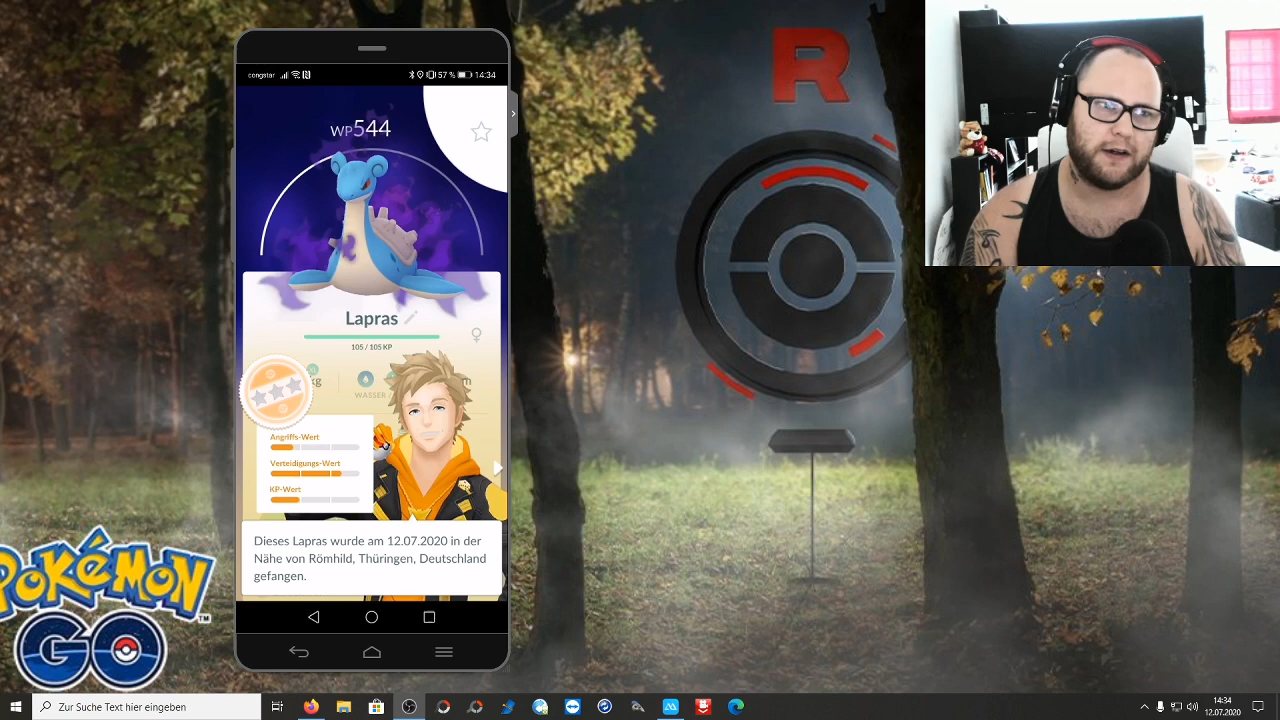 congstar 57 % 14:34
WP544
Lapras
105 / 105 KP
kg
WASSER /
m
Angriffs-Wert
Verteidigungs-Wert
KP-Wert
Dieses Lapras wurde am 12.07.2020 in der
Nähe von Römhild, Thüringen, Deutschland
gefangen.
R
POKÉMON
TM
GO
Zur Suche Text hier eingeben
14:34
12.07.2020